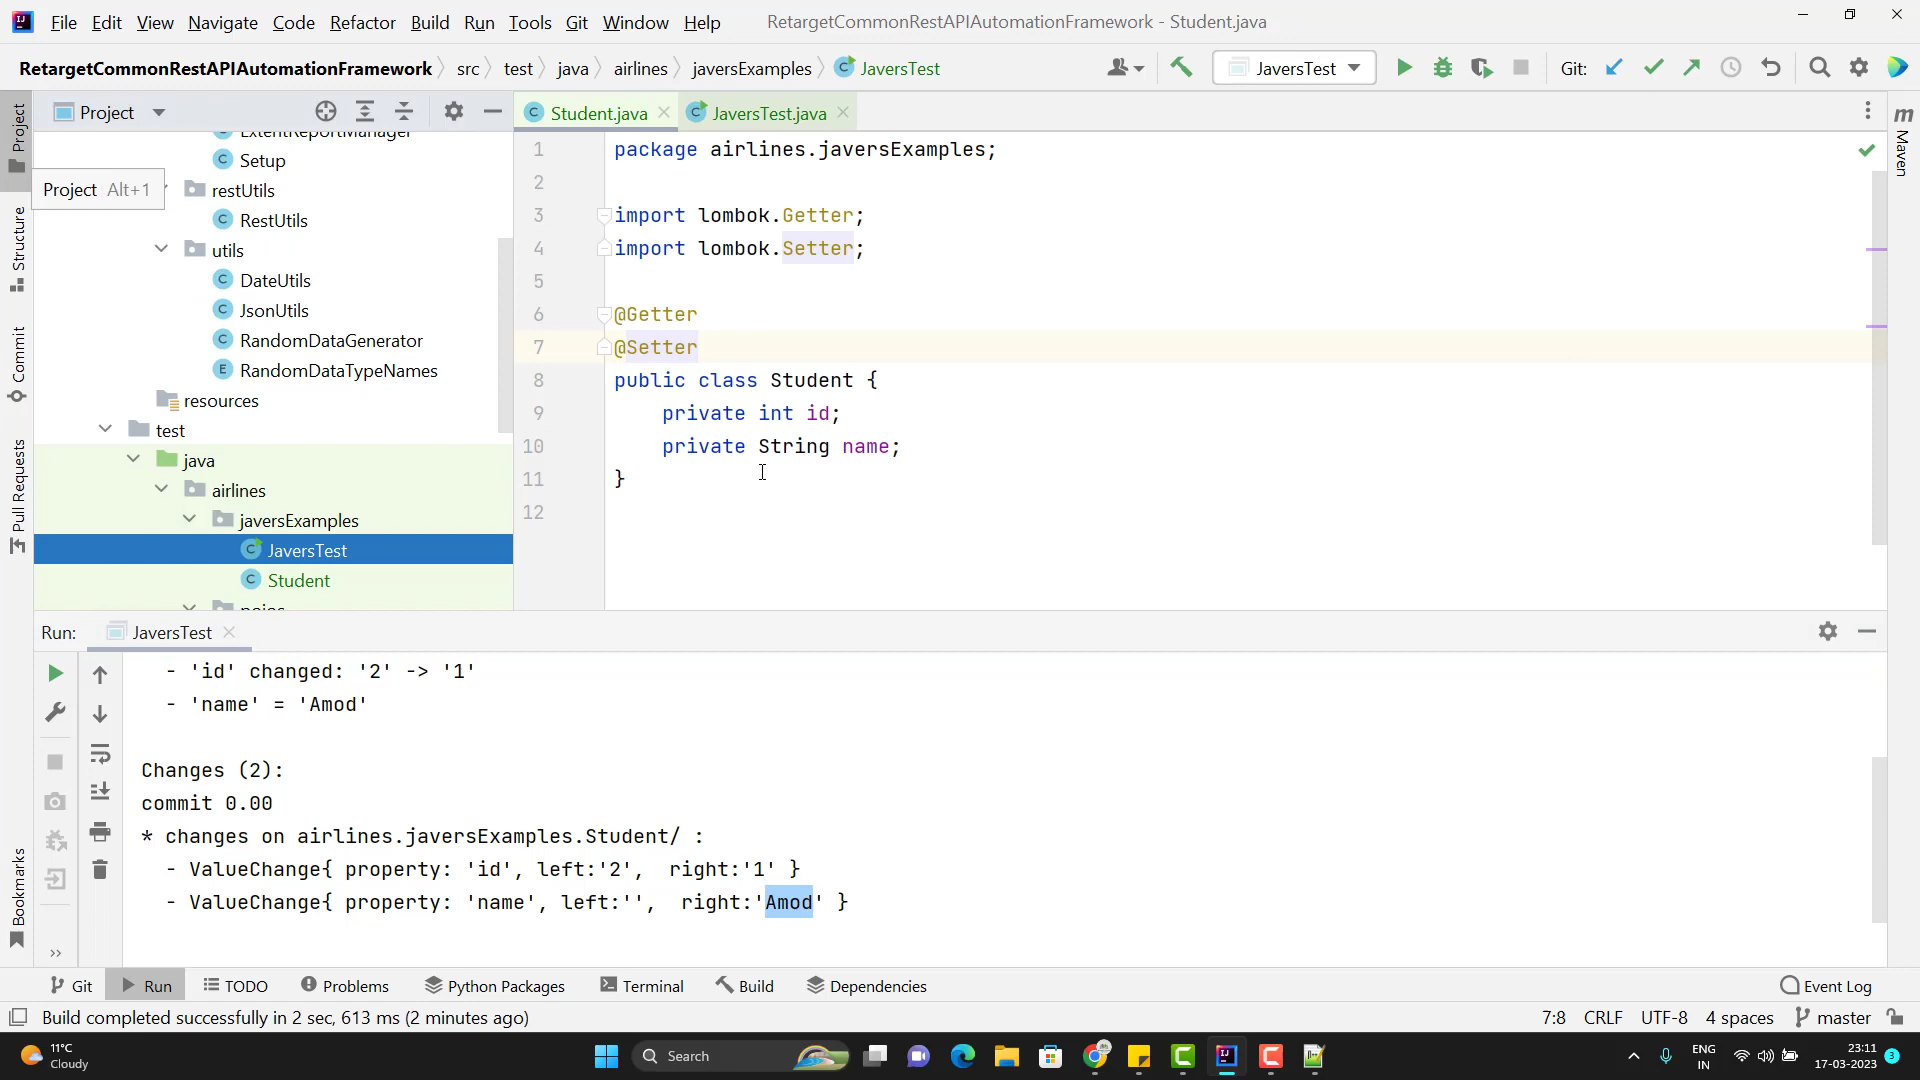 File Edit View Navigate Code Refactor Build Run Tools Git Window Help RetargetCommonRestAPIAutomationFramework - Student.java
RetargetCommonRestAPIAutomationFramework src test java airlines javersExamples JaversTest JaversTest Git:
Project
Student.java JaversTest.java
ExtentReportManager
Setup
Project Alt+1
restUtils
RestUtils
utils
DateUtils
JsonUtils
RandomDataGenerator
RandomDataTypeNames
resources
test
java
airlines
javersExamples
JaversTest
Student
pojos
Project
Structure
Commit
Pull Requests
Bookmarks
Maven
1 package airlines.javersExamples;
2
3 import lombok.Getter;
4 import lombok.Setter;
5
6 @Getter
7 @Setter
8 public class Student {
9 private int id;
10 private String name;
11 }
12
Run: JaversTest
- 'id' changed: '2' -> '1'
- 'name' = 'Amod'
Changes (2):
commit 0.00
* changes on airlines.javersExamples.Student/ :
- ValueChange{ property: 'id', left:'2', right:'1' }
- ValueChange{ property: 'name', left:'', right:'Amod' }
Git Run TODO Problems Python Packages Terminal Build Dependencies Event Log
Build completed successfully in 2 sec, 613 ms (2 minutes ago) 7:8 CRLF UTF-8 4 spaces master
11°C
Cloudy
Search
ENG
IN
23:11
17-03-2023
3